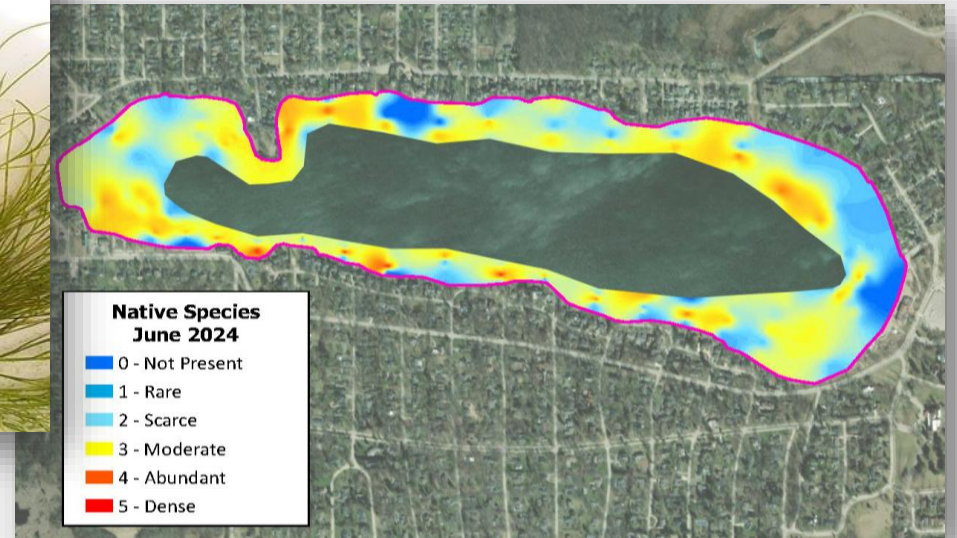 Native Species
June 2024
0 - Not Present
1 - Rare
2 - Scarce
3 - Moderate
4 - Abundant
5 - Dense